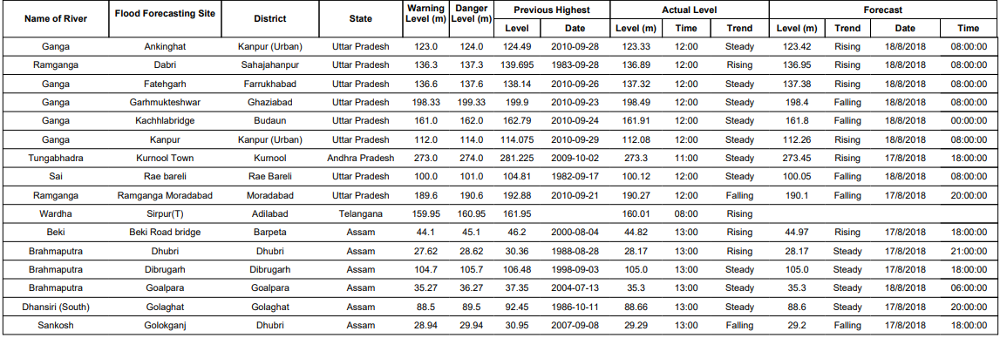 Name of River Flood Forecasting Site District State Warning Level (m) Danger Level (m) Previous Highest Actual Level Forecast
Level Date Level (m) Time Trend Level (m) Trend Date Time
Ganga Ankinghat Kanpur (Urban) Uttar Pradesh 123.0 124.0 124.49 2010-09-28 123.33 12:00 Steady 123.42 Rising 18/8/2018 08:00:00
Ramganga Dabri Sahajahanpur Uttar Pradesh 136.3 137.3 139.695 1983-09-28 136.89 12:00 Rising 136.95 Rising 18/8/2018 08:00:00
Ganga Fatehgarh Farrukhabad Uttar Pradesh 136.6 137.6 138.14 2010-09-26 137.32 12:00 Steady 137.38 Rising 18/8/2018 08:00:00
Ganga Garhmukteshwar Ghaziabad Uttar Pradesh 198.33 199.33 199.9 2010-09-23 198.49 12:00 Steady 198.4 Falling 18/8/2018 08:00:00
Ganga Kachhlabridge Budaun Uttar Pradesh 161.0 162.0 162.79 2010-09-24 161.91 12:00 Steady 161.8 Falling 18/8/2018 00:00:00
Ganga Kanpur Kanpur (Urban) Uttar Pradesh 112.0 114.0 114.075 2010-09-29 112.08 12:00 Steady 112.26 Rising 18/8/2018 08:00:00
Tungabhadra Kurnool Town Kurnool Andhra Pradesh 273.0 274.0 281.225 2009-10-02 273.3 11:00 Steady 273.45 Rising 17/8/2018 18:00:00
Sai Rae bareli Rae Bareli Uttar Pradesh 100.0 101.0 104.81 1982-09-17 100.12 12:00 Steady 100.05 Falling 18/8/2018 08:00:00
Ramganga Ramganga Moradabad Moradabad Uttar Pradesh 189.6 190.6 192.88 2010-09-21 190.27 12:00 Falling 190.1 Falling 17/8/2018 20:00:00
Wardha Sirpur(T) Adilabad Telangana 159.95 160.95 161.95 160.01 08:00 Rising
Beki Beki Road bridge Barpeta Assam 44.1 45.1 46.2 2000-08-04 44.82 13:00 Rising 44.97 Rising 17/8/2018 18:00:00
Brahmaputra Dhubri Dhubri Assam 27.62 28.62 30.36 1988-08-28 28.17 13:00 Rising 28.17 Steady 17/8/2018 21:00:00
Brahmaputra Dibrugarh Dibrugarh Assam 104.7 105.7 106.48 1998-09-03 105.0 13:00 Steady 105.0 Steady 17/8/2018 18:00:00
Brahmaputra Goalpara Goalpara Assam 35.27 36.27 37.35 2004-07-13 35.3 13:00 Steady 35.3 Steady 18/8/2018 06:00:00
Dhansiri (South) Golaghat Golaghat Assam 88.5 89.5 92.45 1986-10-11 88.66 13:00 Steady 88.6 Steady 17/8/2018 20:00:00
Sankosh Golokganj Dhubri Assam 28.94 29.94 30.95 2007-09-08 29.29 13:00 Falling 29.2 Falling 17/8/2018 18:00:00